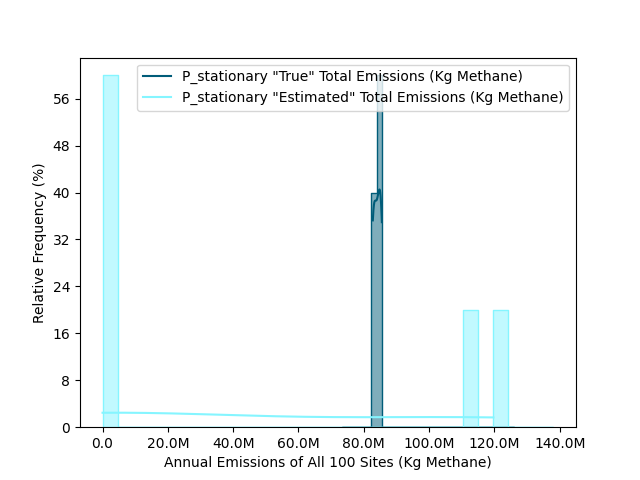 P_stationary "True" Total Emissions (Kg Methane)
P_stationary "Estimated" Total Emissions (Kg Methane)
56
48
40
32
24
16
8
0
Relative Frequency (%)
0.0 20.0M 40.0M 60.0M 80.0M 100.0M 120.0M 140.0M
Annual Emissions of All 100 Sites (Kg Methane)